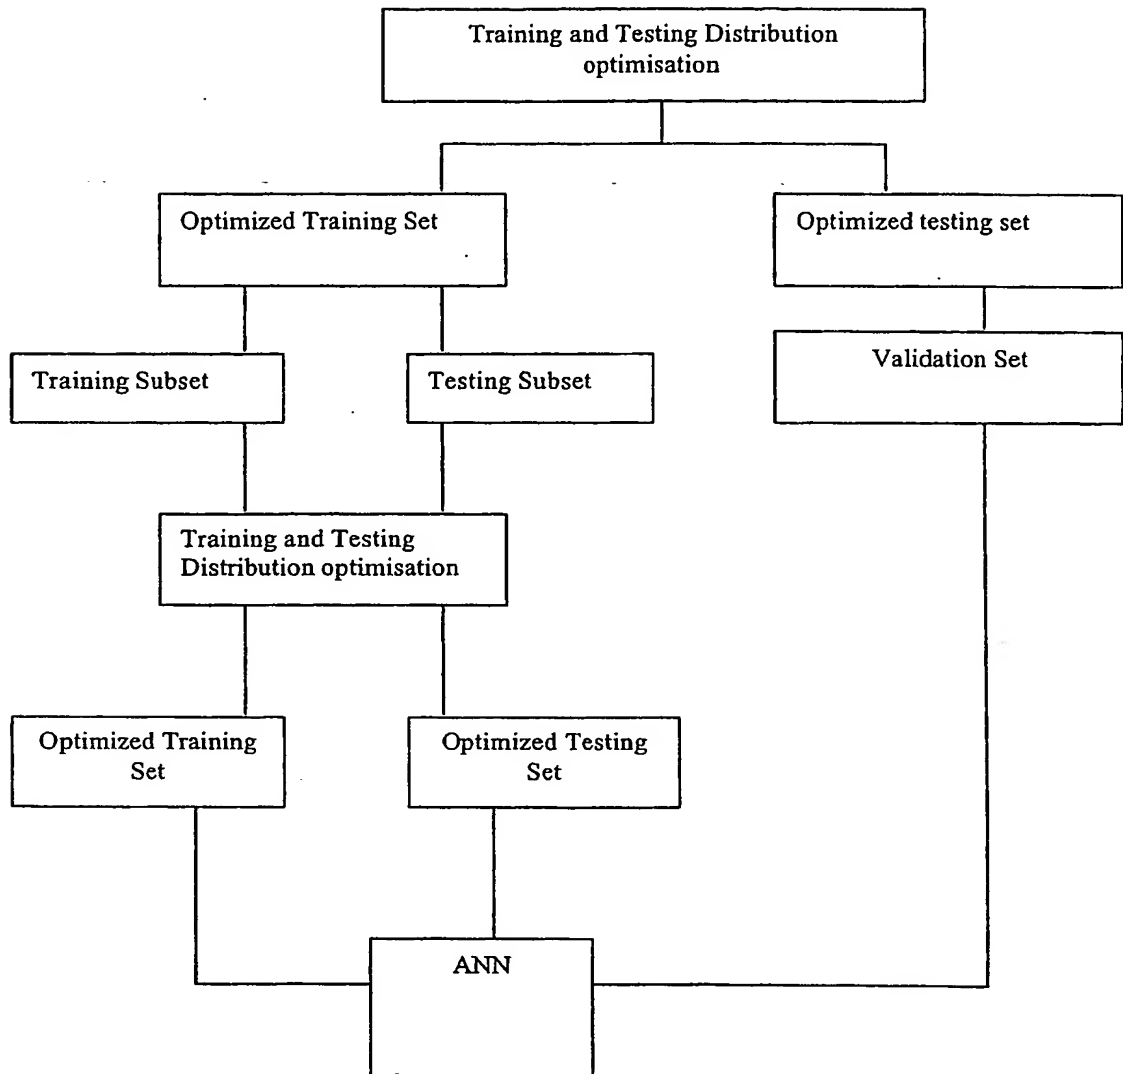 Training and Testing Distribution
optimisation
Optimized Training Set
Optimized testing set
Training Subset
Testing Subset
Validation Set
Training and Testing
Distribution optimisation
Optimized Training
Set
Optimized Testing
Set
ANN